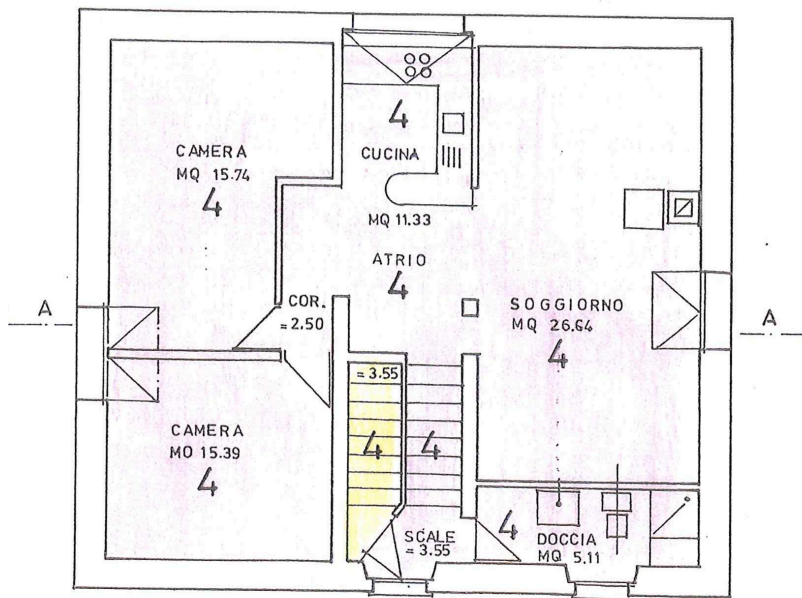 CAMERA
MQ 15.74
4
4
CUCINA
MQ 11.33
ATRIO
4
COR.
=2.50
SOGGIORNO
MQ 26.64
4
A
A
= 3.55
4
4
CAMERA
MQ 15.39
4
SCALE
= 3.55
4
DOCCIA
MQ 5.11